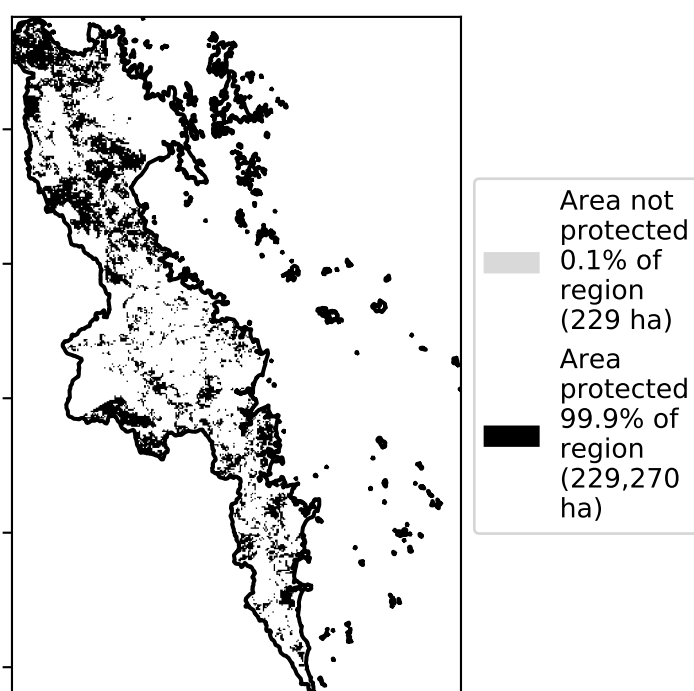 Area not
protected
0.1% of
region
(229 ha)
Area
protected
99.9% of
region
(229,270
ha)